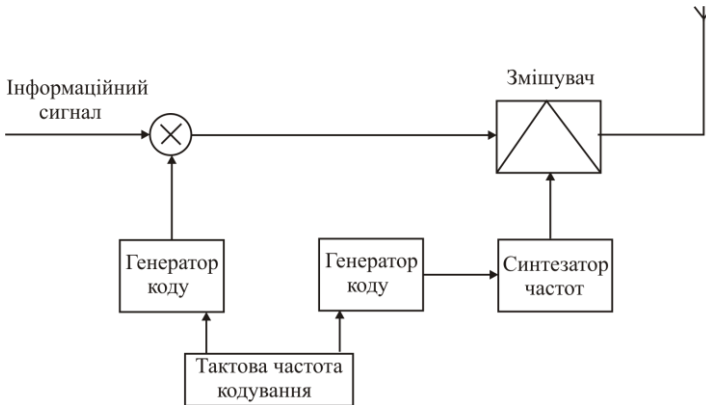 Інформаційний
сигнал
Змішувач
Генератор
коду
Генератор
коду
Синтезатор
частот
Тактова частота
кодування